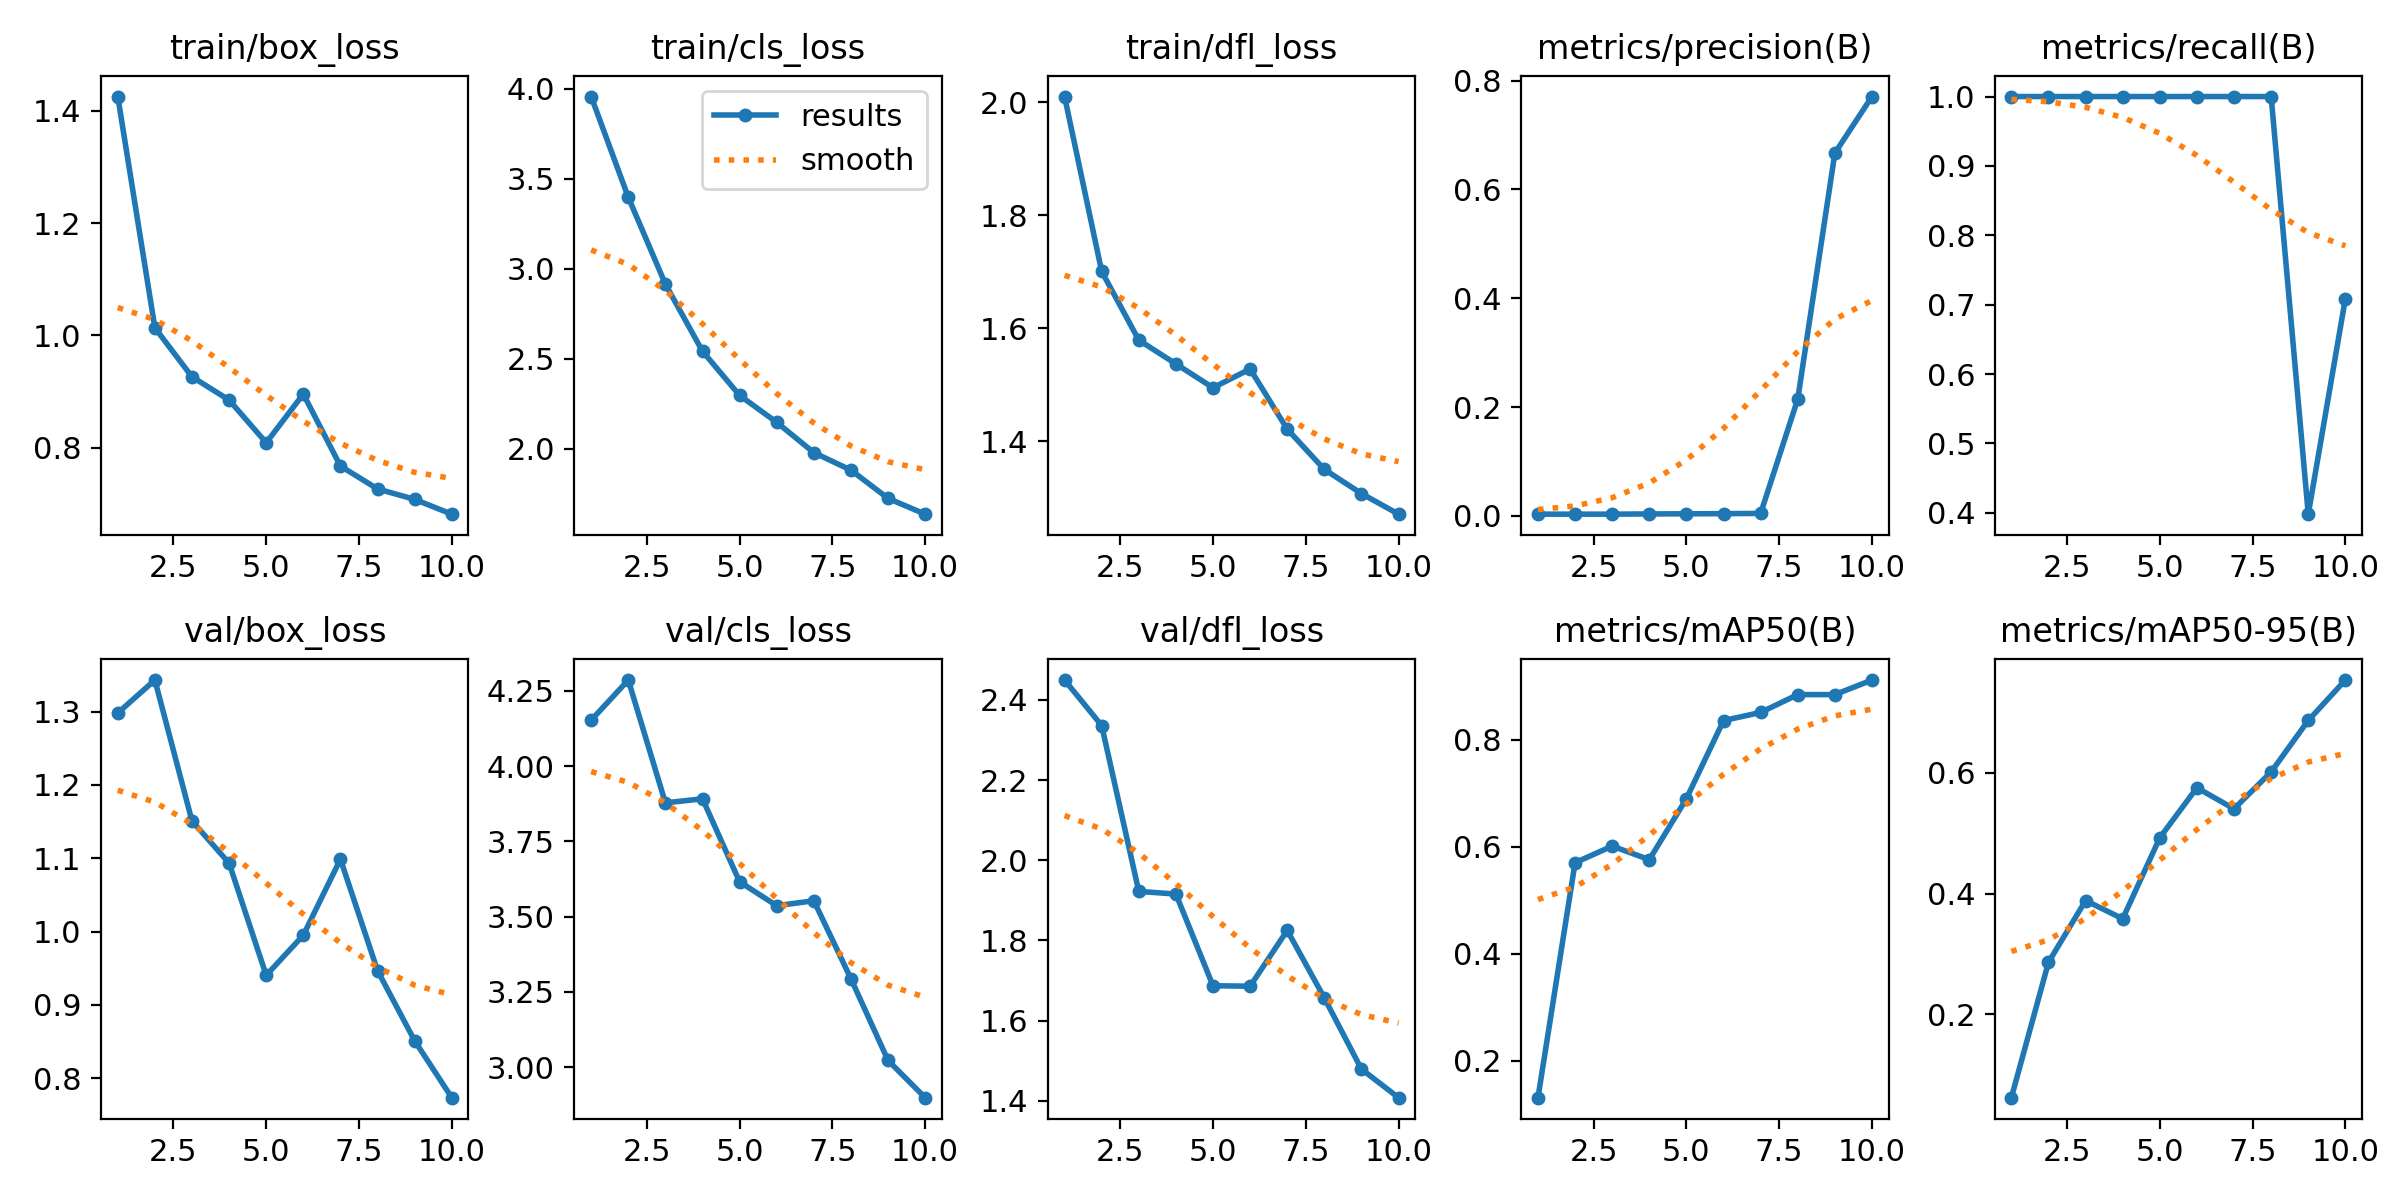 train/box_loss
1.4
1.2
1.0
0.8
2.5 5.0 7.5 10.0
train/cls_loss
results
smooth
4.0
3.5
3.0
2.5
2.0
2.5 5.0 7.5 10.0
train/dfl_loss
2.0
1.8
1.6
1.4
2.5 5.0 7.5 10.0
metrics/precision(B)
0.8
0.6
0.4
0.2
0.0
2.5 5.0 7.5 10.0
metrics/recall(B)
1.0
0.9
0.8
0.7
0.6
0.5
0.4
2.5 5.0 7.5 10.0
val/box_loss
1.3
1.2
1.1
1.0
0.9
0.8
2.5 5.0 7.5 10.0
val/cls_loss
4.25
4.00
3.75
3.50
3.25
3.00
2.5 5.0 7.5 10.0
val/dfl_loss
2.4
2.2
2.0
1.8
1.6
1.4
2.5 5.0 7.5 10.0
metrics/mAP50(B)
0.8
0.6
0.4
0.2
2.5 5.0 7.5 10.0
metrics/mAP50-95(B)
0.6
0.4
0.2
2.5 5.0 7.5 10.0